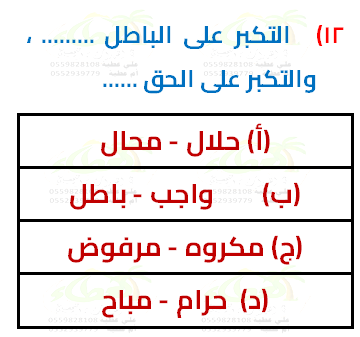 ١٢) التكبر على الباطل ......... ،
والتكبر على الحق ......
(أ) حلال - محال
(ب) واجب - باطل
(ج) مكروه - مرفوض
(د) حرام - مباح